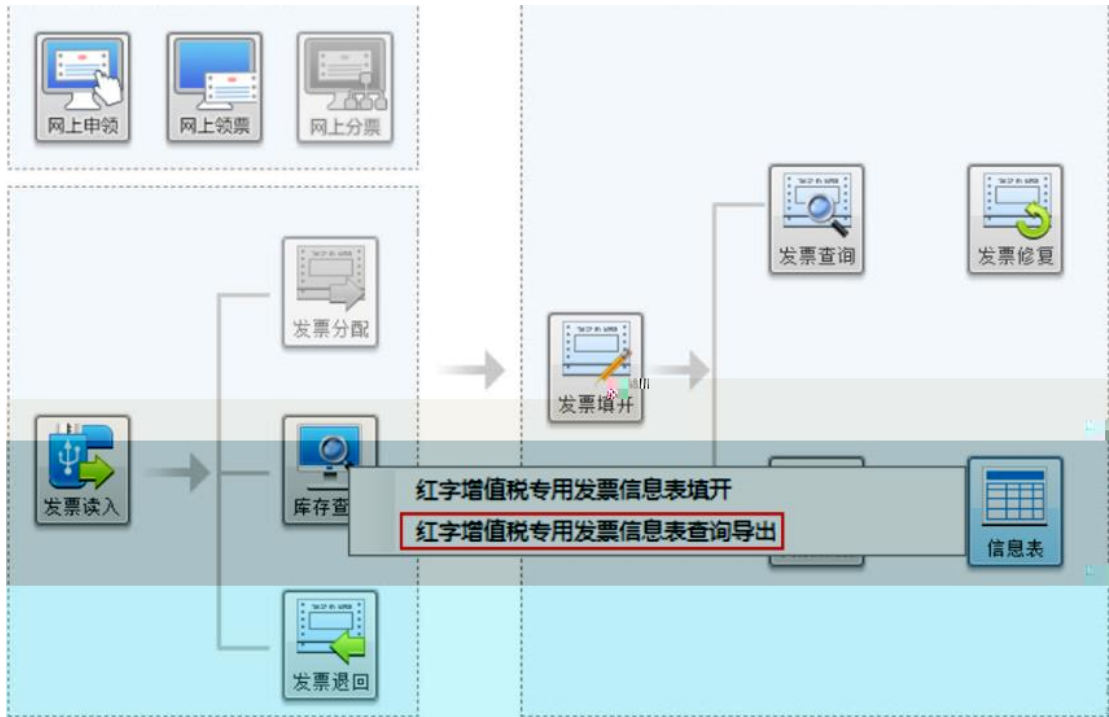 网上申领
网上领票
网上分票
发票查询
发票修复
发票分配
发票填开
发票读入
库存查
红字增值税专用发票信息表填开
红字增值税专用发票信息表查询导出
信息表
发票退回